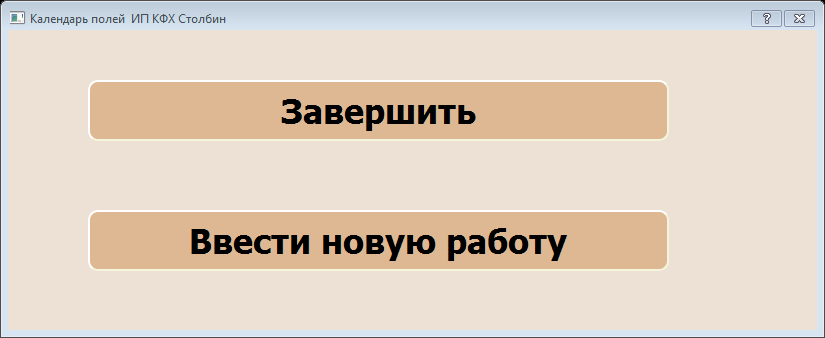 Календарь полей ИП КФХ Столбин
Завершить
Ввести новую работу